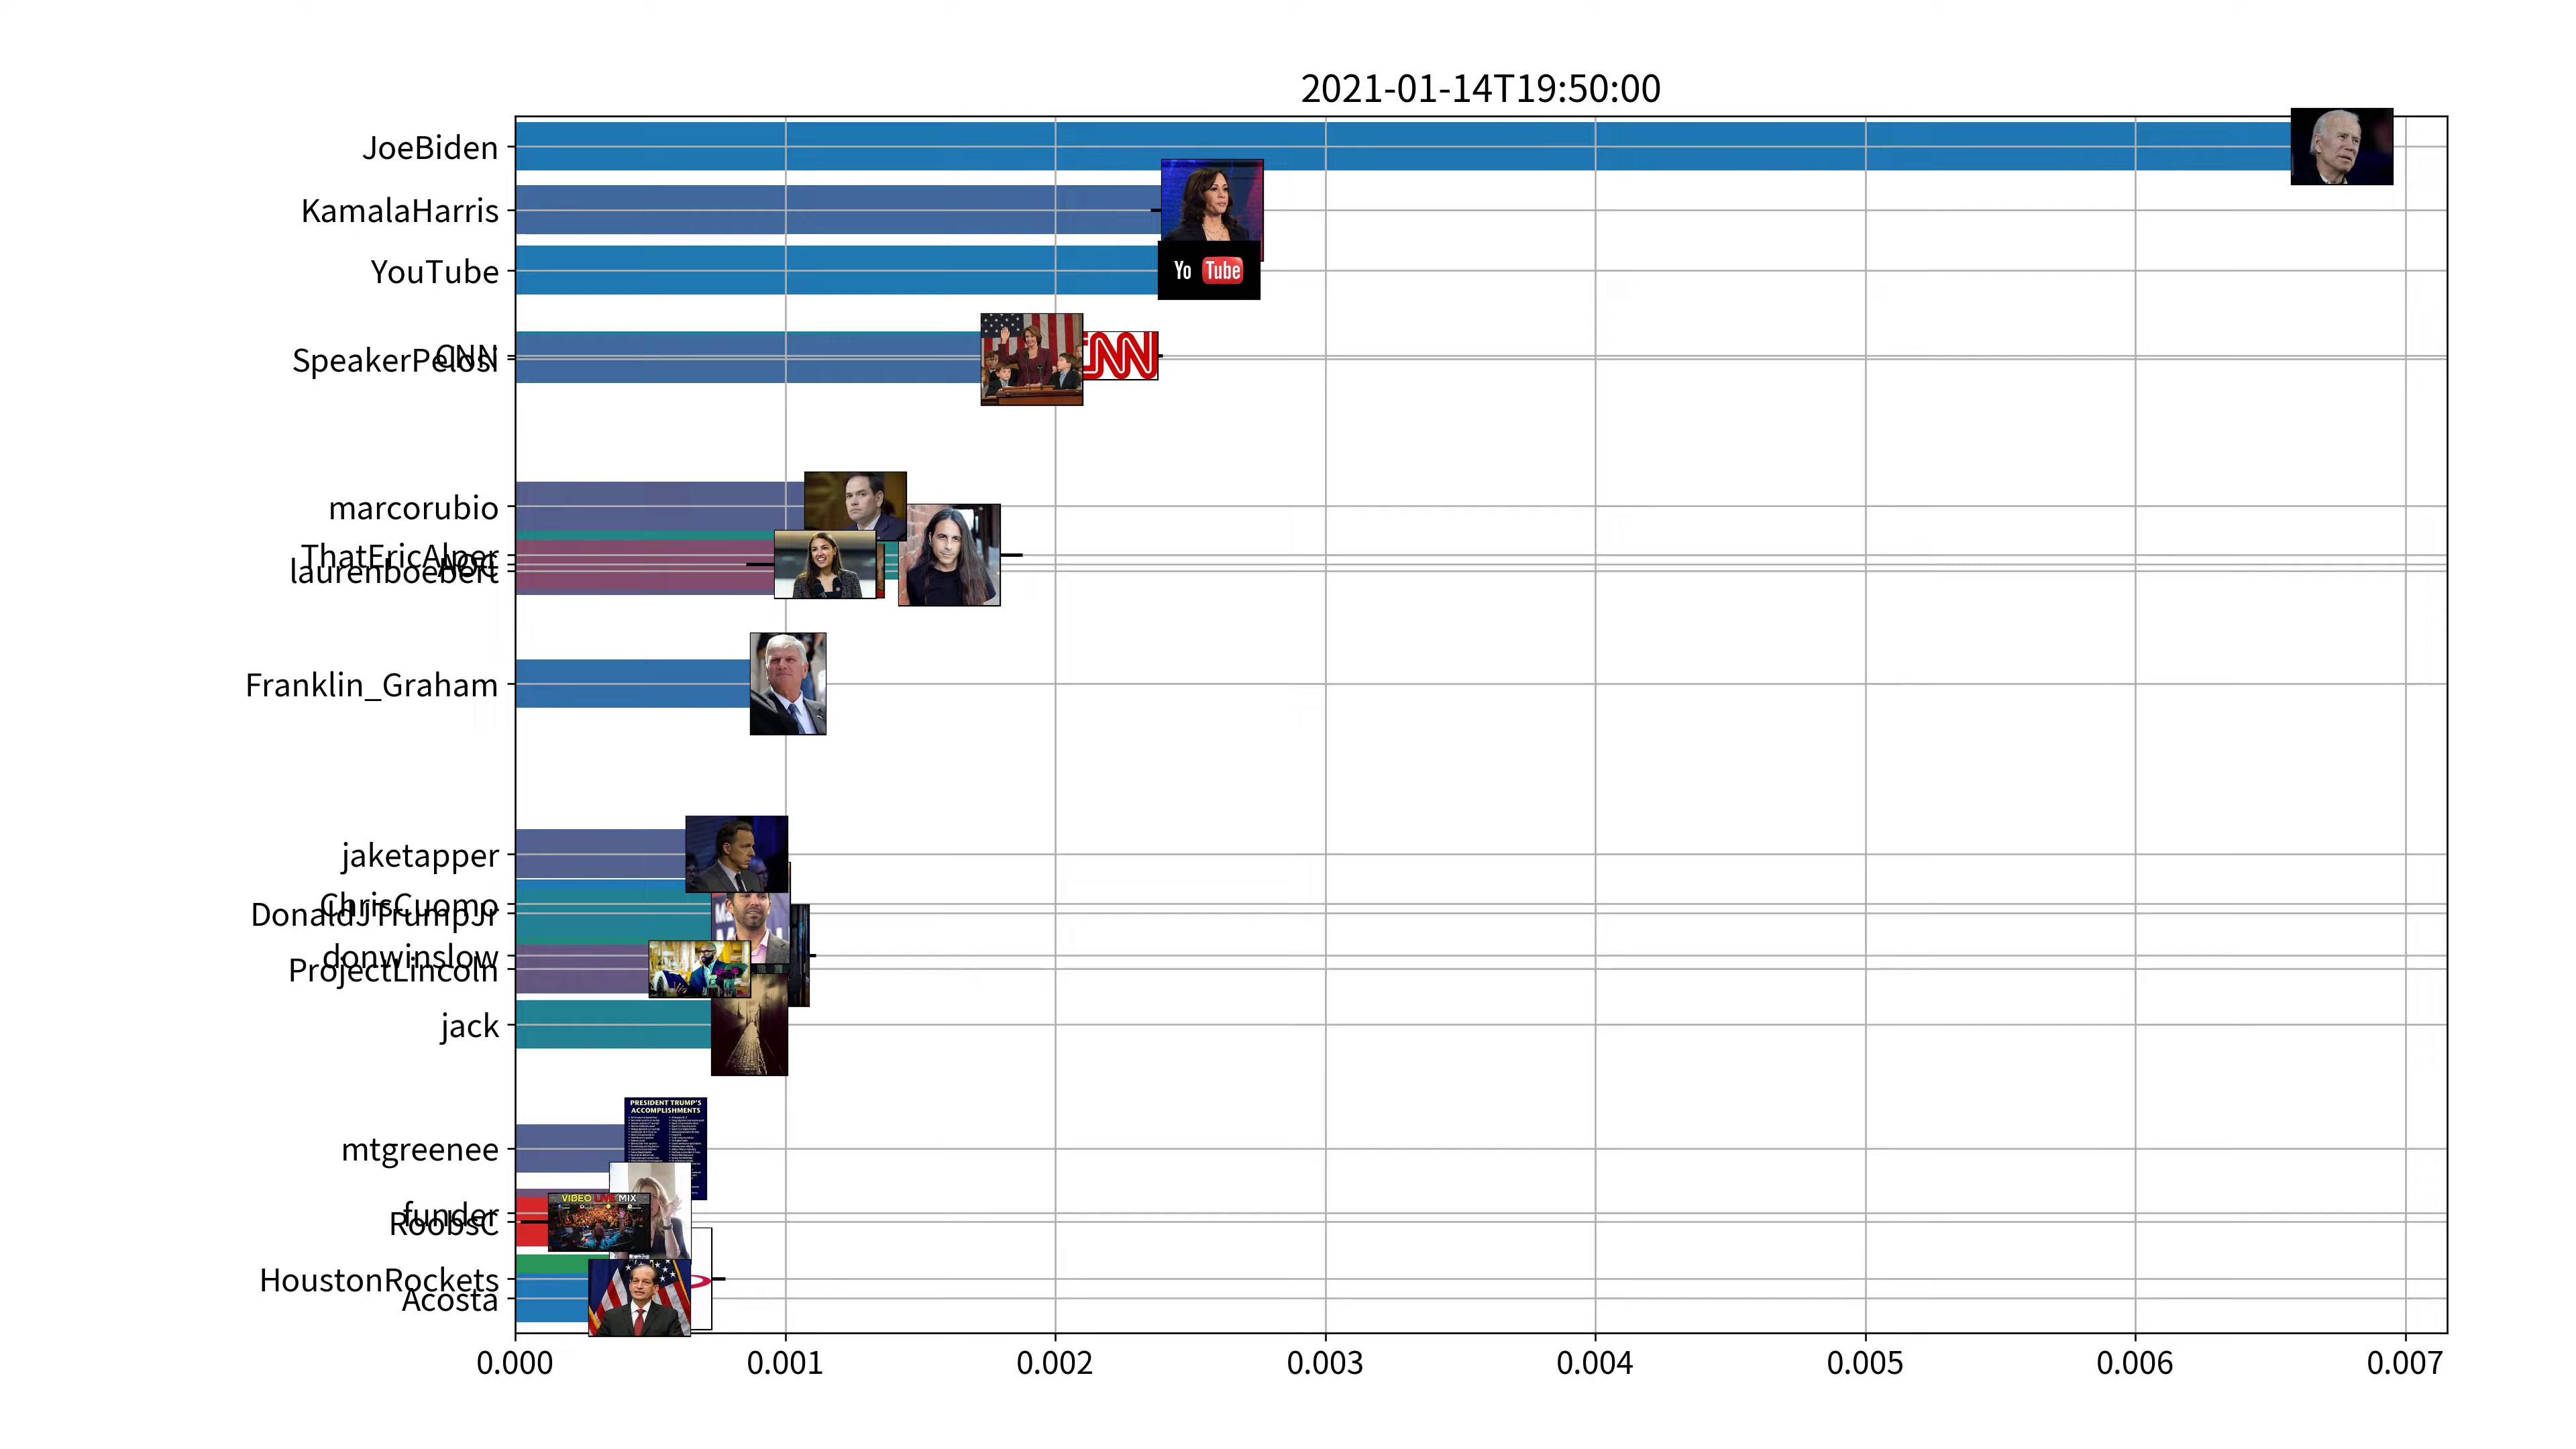 2021-01-14T19:50:00
JoeBiden
KamalaHarris
YouTube
Yo Tube
CNN
SpeakerPelosi
CNN
marcorubio
ThatEricAlper
AOC
laurenboebert
Franklin_Graham
jaketapper
ChrisCuomo
DonaldJTrumpJr
donwinslow
ProjectLincoln
jack
PRESIDENT TRUMP'S
ACCOMPLISHMENTS
mtgreenee
VIDEO LIVE MIX
funder
RoobsC
HoustonRockets
Acosta
0.000 0.001 0.002 0.003 0.004 0.005 0.006 0.007